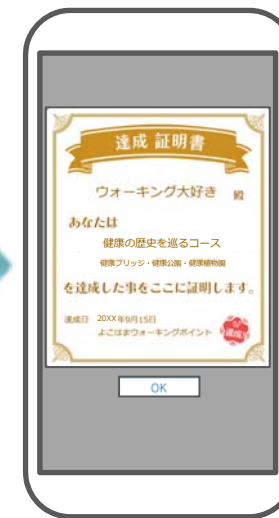 達成 証明書
ウォーキング大好き 殿
あなたは
健康の歴史を巡るコース
健康ブリッジ・健康公園・健康植物園
を達成した事をここに証明します。
達成日 20XX年9月15日
よこはまウォーキングポイント
達成!
OK